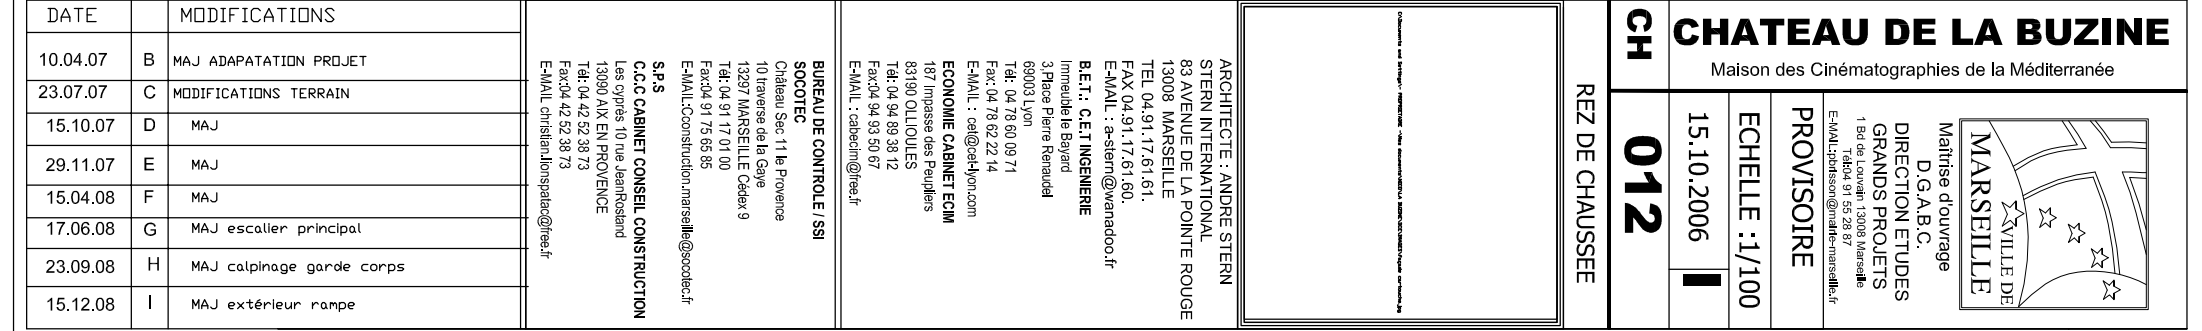 DATE MODIFICATIONS
10.04.07 B MAJ ADAPATATION PROJET
23.07.07 C MODIFICATIONS TERRAIN
15.10.07 D MAJ
29.11.07 E MAJ
15.04.08 F MAJ
17.06.08 G MAJ escalier principal
23.09.08 H MAJ calpinage garde corps
15.12.08 I MAJ extérieur rampe
BUREAU DE CONTROLE / SSI
SOCOTEC
Château Sec 11 le Provence
10 traverse de la Gaye
13297 MARSEILLE Cédex 9
Tél: 04 91 17 01 00
Fax:04 91 75 65 85
E-MAIL:Cconstruction.marseille@socotec.fr
S.P.S
C.C.C CABINET CONSEIL CONSTRUCTION
Les cyprès 10 rue JeanRostand
13090 AIX EN PROVENCE
Tél: 04 42 52 38 73
Fax:04 42 52 38 73
E-MAIL christian.lionspatac@free.fr
ARCHITECTE : ANDRE STERN
STERN INTERNATIONAL
83 AVENUE DE LA POINTE ROUGE
13008 MARSEILLE
TEL 04.91.17.61.61.
FAX 04.91.17.61.60.
E-MAIL : a-stern@wanadoo.fr
B.E.T.: C.E.T INGENIERIE
Immeuble le Bayard
3,Place Pierre Renaudel
69003 Lyon
Tél: 04 78 60 09 71
Fax: 04 78 62 22 14
E-MAIL : cet@cet-lyon.com
ECONOMIE CABINET ECIM
187 Impasse des Peupliers
83190 OLLIOULES
Tél: 04 94 89 38 12
Fax:04 94 93 50 67
E-MAIL : cabecim@free.fr
REZ DE CHAUSSEE
CH
CHATEAU DE LA BUZINE
Maison des Cinématographies de la Méditerranée
012
15.10.2006
I
ECHELLE :1/100
PROVISOIRE
Maîtrise d'ouvrage
D.G.A.B.C.
DIRECTION ETUDES
GRANDS PROJETS
1 Bd de Louvain 13008 Marseille
Tél:04 91 55 28 87
E-MAIL:pbrisson@mairie-marseille.fr
VILLE DE
MARSEILLE